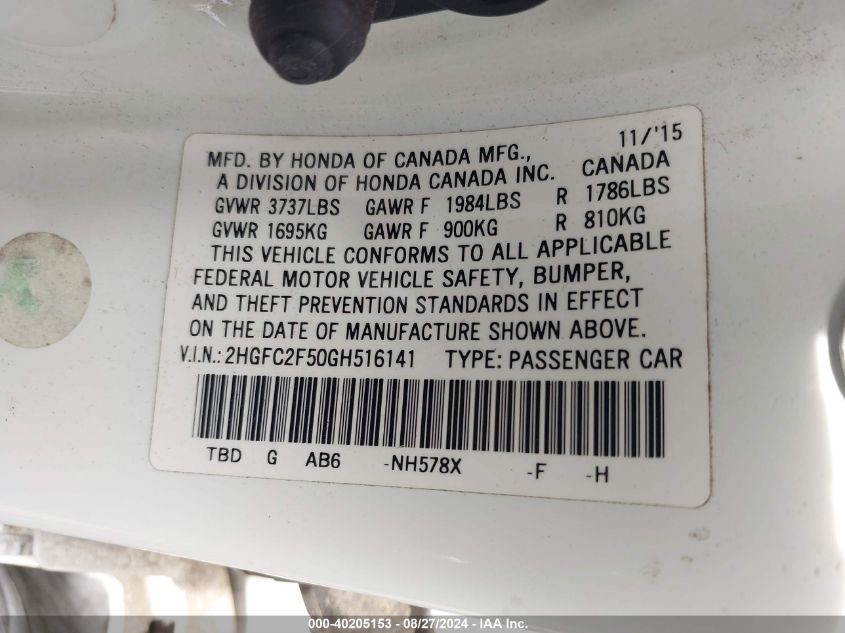 11/'15
MFD. BY HONDA OF CANADA MFG.,
A DIVISION OF HONDA CANADA INC. CANADA
GVWR 3737LBS GAWR F 1984LBS R 1786LBS
GVWR 1695KG GAWR F 900KG R 810KG
THIS VEHICLE CONFORMS TO ALL APPLICABLE
FEDERAL MOTOR VEHICLE SAFETY, BUMPER,
AND THEFT PREVENTION STANDARDS IN EFFECT
ON THE DATE OF MANUFACTURE SHOWN ABOVE.
V.I.N.: 2HGFC2F50GH516141 TYPE: PASSENGER CAR
TBD G AB6 -NH578X -F -H
000-40205153 - 08/27/2024 - IAA Inc.